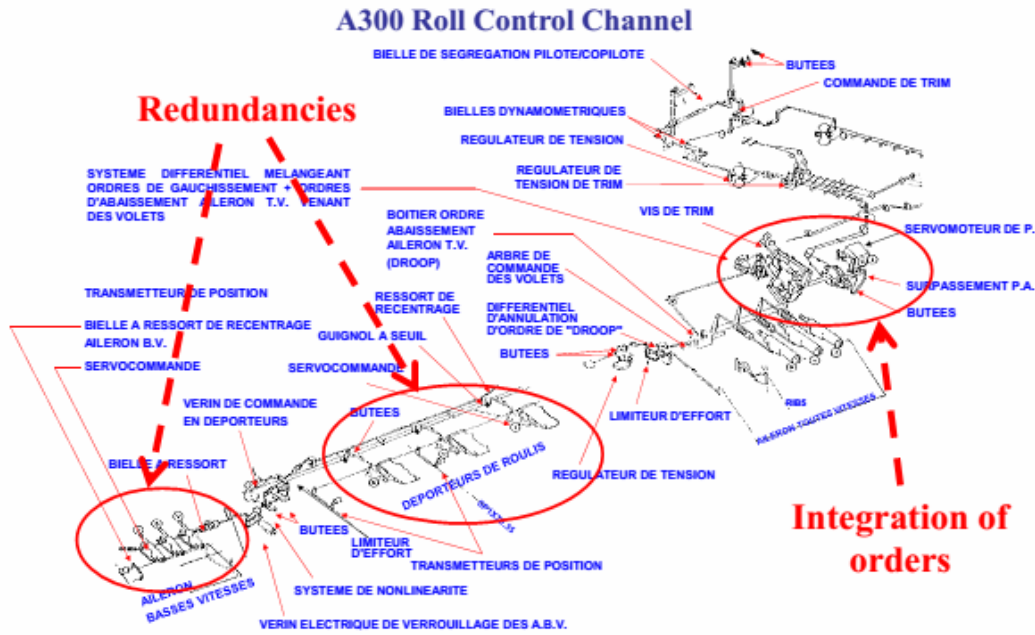 A300 Roll Control Channel
BIELLE DE SEGREGATION PILOTE/COPILOTE
BUTEES
COMMANDE DE TRIM
Redundancies
BIELLES DYNAMOMETRIQUES
REGULATEUR DE TENSION
SYSTEME DIFFERENTIEL MELANGEANT
ORDRES DE GAUCHISSEMENT + ORDRES
D'ABAISSEMENT AILERON T.V. VENANT
DES VOLETS
REGULATEUR DE
TENSION DE TRIM
BOITIER ORDRE
ABAISSEMENT
AILERON T.V.
(DROOP)
VIS DE TRIM
SERVOMOTEUR DE P.
ARBRE DE
COMMANDE
DES VOLETS
SURPASSEMENT P.A.
BUTEES
TRANSMETTEUR DE POSITION
RESSORT DE
RECENTRAGE
DIFFERENTIEL
D'ANNULATION
D'ORDRE DE "DROOP"
BIELLE A RESSORT DE RECENTRAGE
AILERON B.V.
GUIGNOL A SEUIL
BUTEES
SERVOCOMMANDE
SERVOCOMMANDE
RIBS
VERIN DE COMMANDE
EN DEPORTEURS
BUTEES
LIMITEUR D'EFFORT
AILERON TOUTES VITESSES
BIELLE A RESSORT
DEPORTEURS DE ROULIS
REGULATEUR DE TENSION
BUTEES
LIMITEUR
D'EFFORT
TRANSMETTEURS DE POSITION
Integration of
orders
AILERON
BASSES VITESSES
SYSTEME DE NONLINEARITE
VERIN ELECTRIQUE DE VERROUILLAGE DES A.B.V.